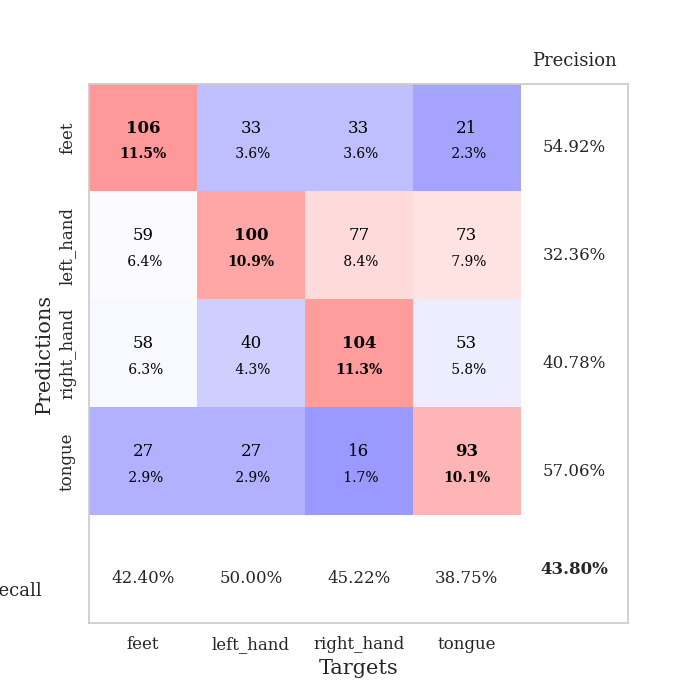 Precision
feet
106 33 33 21
11.5% 3.6% 3.6% 2.3%
54.92%
left_hand
59 100 77 73
6.4% 10.9% 8.4% 7.9%
32.36%
Predictions
right_hand
58 40 104 53
6.3% 4.3% 11.3% 5.8%
40.78%
tongue
27 27 16 93
2.9% 2.9% 1.7% 10.1%
57.06%
ecall
42.40% 50.00% 45.22% 38.75% 43.80%
feet left_hand right_hand tongue
Targets